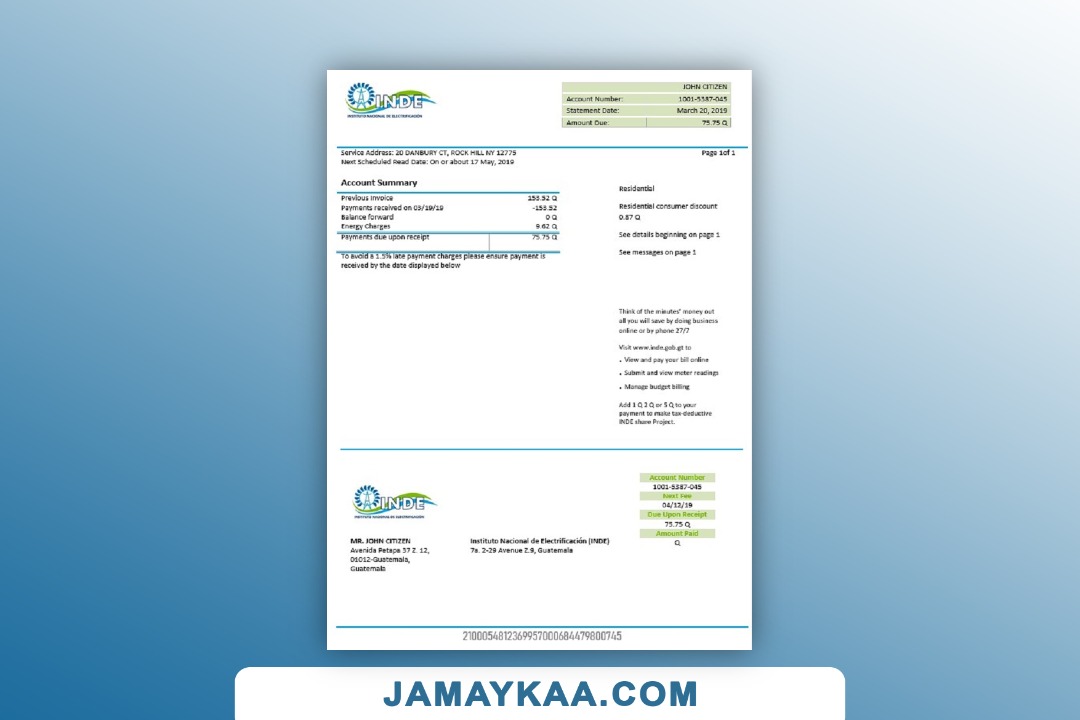 INDE
INSTITUTO NACIONAL DE ELECTRIFICACIÓN
JOHN CITIZEN
Account Number: 1001-5387-045
Statement Date: March 20, 2019
Amount Due: 75.75 Q
Service Address: 20 DANBURY CT, ROCK HILL NY 12775
Page 1of 1
Next Scheduled Read Date: On or about 17 May, 2019
Account Summary
Previous Invoice 153.52 Q
Payments received on 03/19/19 -153.52
Balance forward 0 Q
Energy Charges 9.62 Q
Payments due upon receipt 75.75 Q
To avoid a 1.5% late payment charges please ensure payment is
received by the date displayed below
Residential
Residential consumer discount
0.87 Q
See details beginning on page 1
See messages on page 1
Think of the minutes' money out
all you will save by doing business
online or by phone 27/7
Visit www.inde.gob.gt to
• View and pay your bill online
• Submit and view meter readings
• Manage budget billing
Add 1 Q 2 Q or 5 Q to your
payment to make tax-deductive
INDE share Project.
INDE
INSTITUTO NACIONAL DE ELECTRIFICACIÓN
Account Number
1001-5387-045
Next Fee
04/12/19
Due Upon Receipt
75.75 Q
Amount Paid
Q
MR. JOHN CITIZEN
Avenida Petapa 37 Z. 12,
01012-Guatemala,
Guatemala
Instituto Nacional de Electrificación (INDE)
7a. 2-29 Avenue Z.9, Guatemala
2100054812369957000684479800745
JAMAYKAA.COM